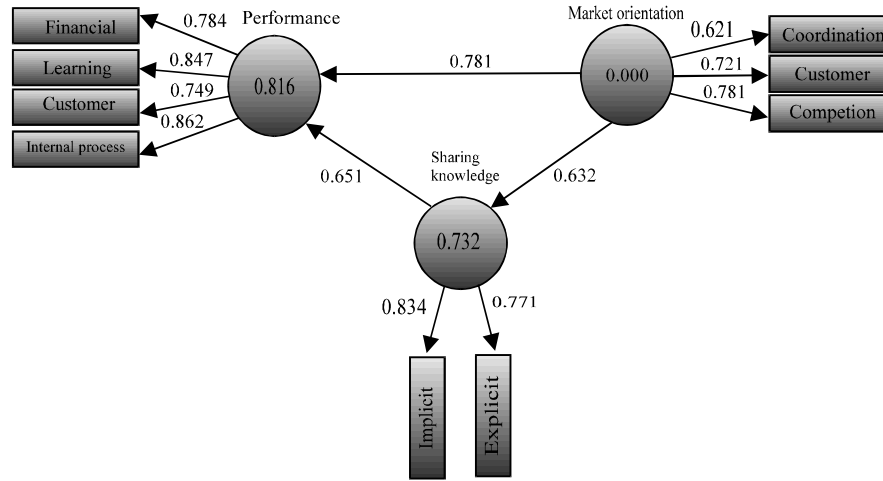 Financial
0.784
Performance
Market orientation
0.621
Coordination
Learning
0.847
0.816
0.781
0.000
0.721
Customer
Customer
0.749
0.781
Competion
0.862
Internal process
Sharing
knowledge
0.651
0.632
0.732
0.834
0.771
Implicit
Explicit